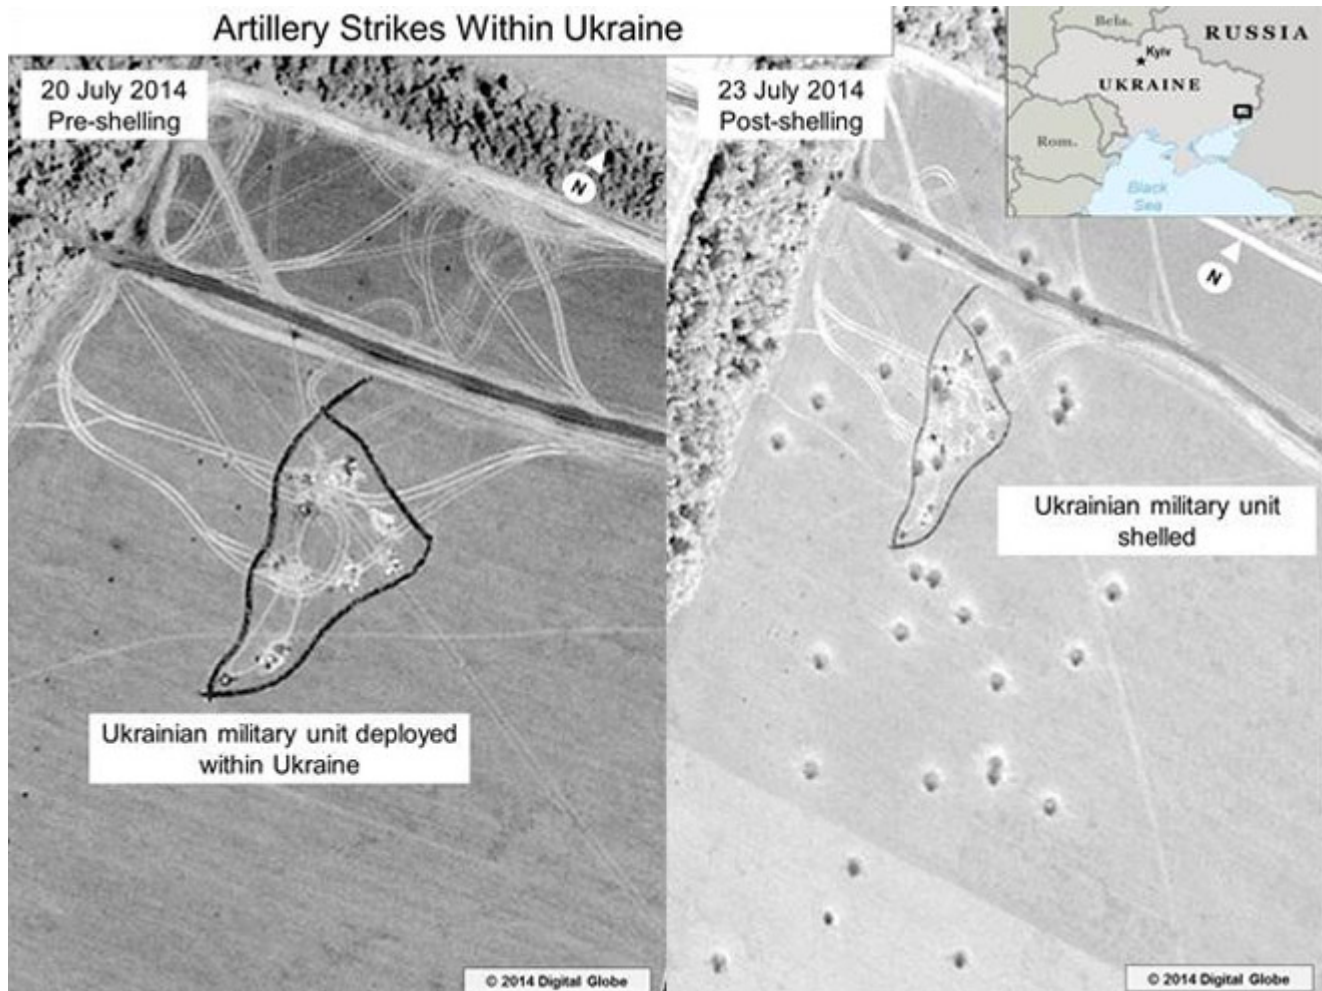 Artillery Strikes Within Ukraine
20 July 2014
Pre-shelling
N
Ukrainian military unit deployed
within Ukraine
© 2014 Digital Globe
23 July 2014
Post-shelling
Bela.
RUSSIA
Kyiv
UKRAINE
Rom.
Black
Sea
N
Ukrainian military unit
shelled
© 2014 Digital Globe